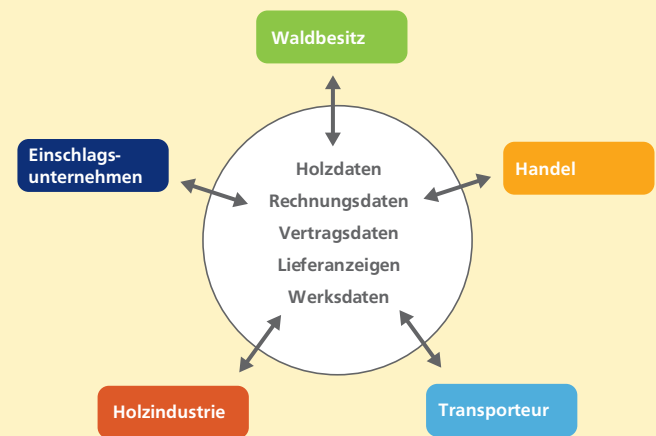 Waldbesitz
Einschlags-
unternehmen
Handel
Holzdaten
Rechnungsdaten
Vertragsdaten
Lieferanzeigen
Werksdaten
Holzindustrie
Transporteur